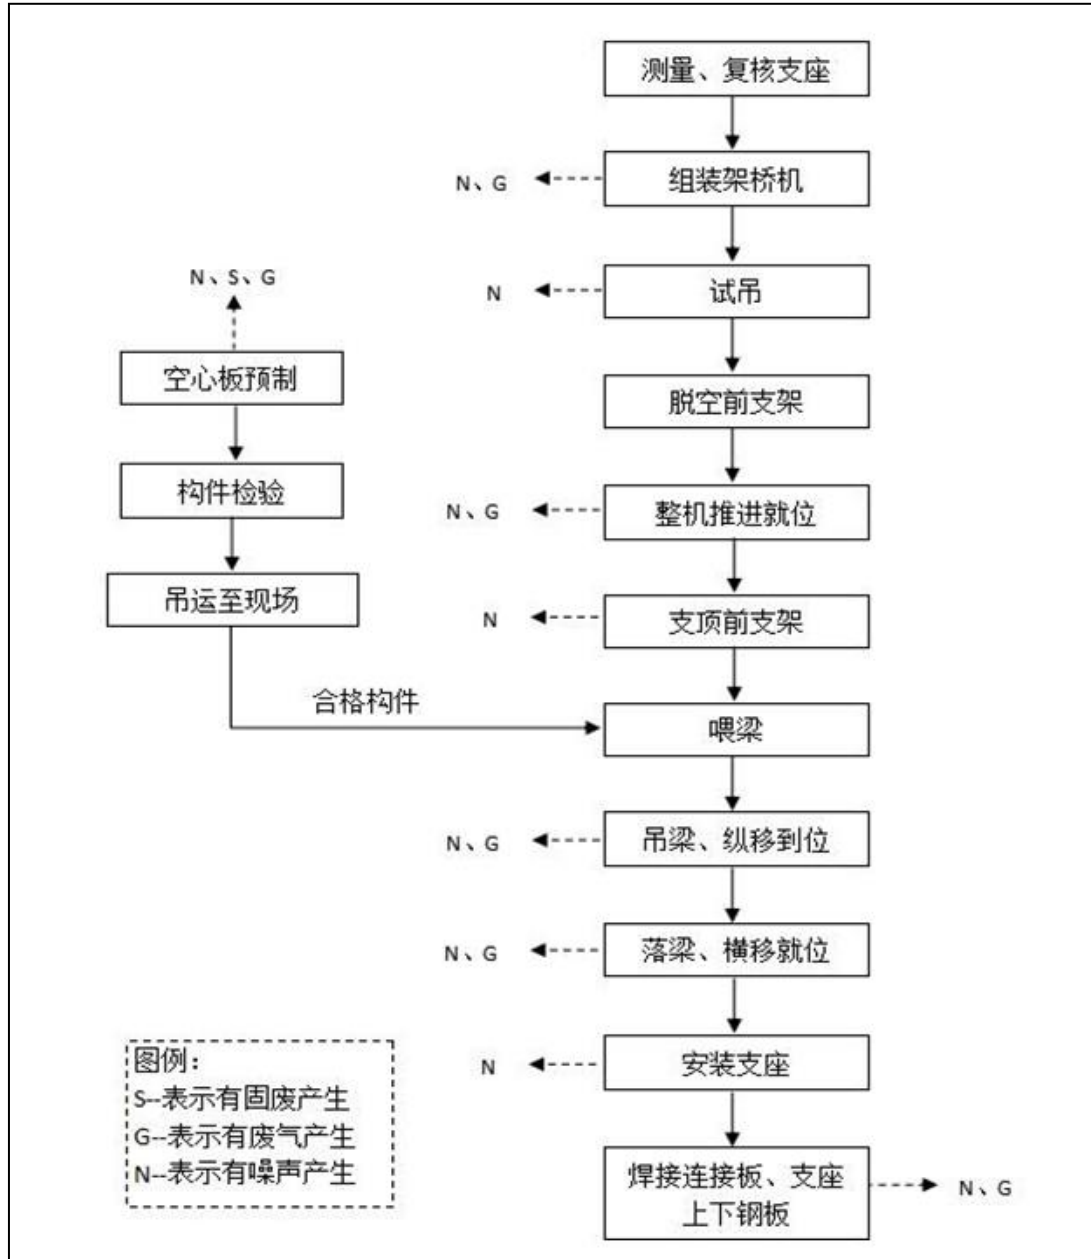 测量、复核支座
N、G
组装架桥机
N、S、G
N
试吊
空心板预制
脱空前支架
构件检验
N、G
整机推进就位
吊运至现场
N
支顶前支架
合格构件
喂梁
N、G
吊梁、纵移到位
N、G
落梁、横移就位
N
安装支座
图例：
S--表示有固废产生
G--表示有废气产生
N--表示有噪声产生
焊接连接板、支座
上下钢板
N、G